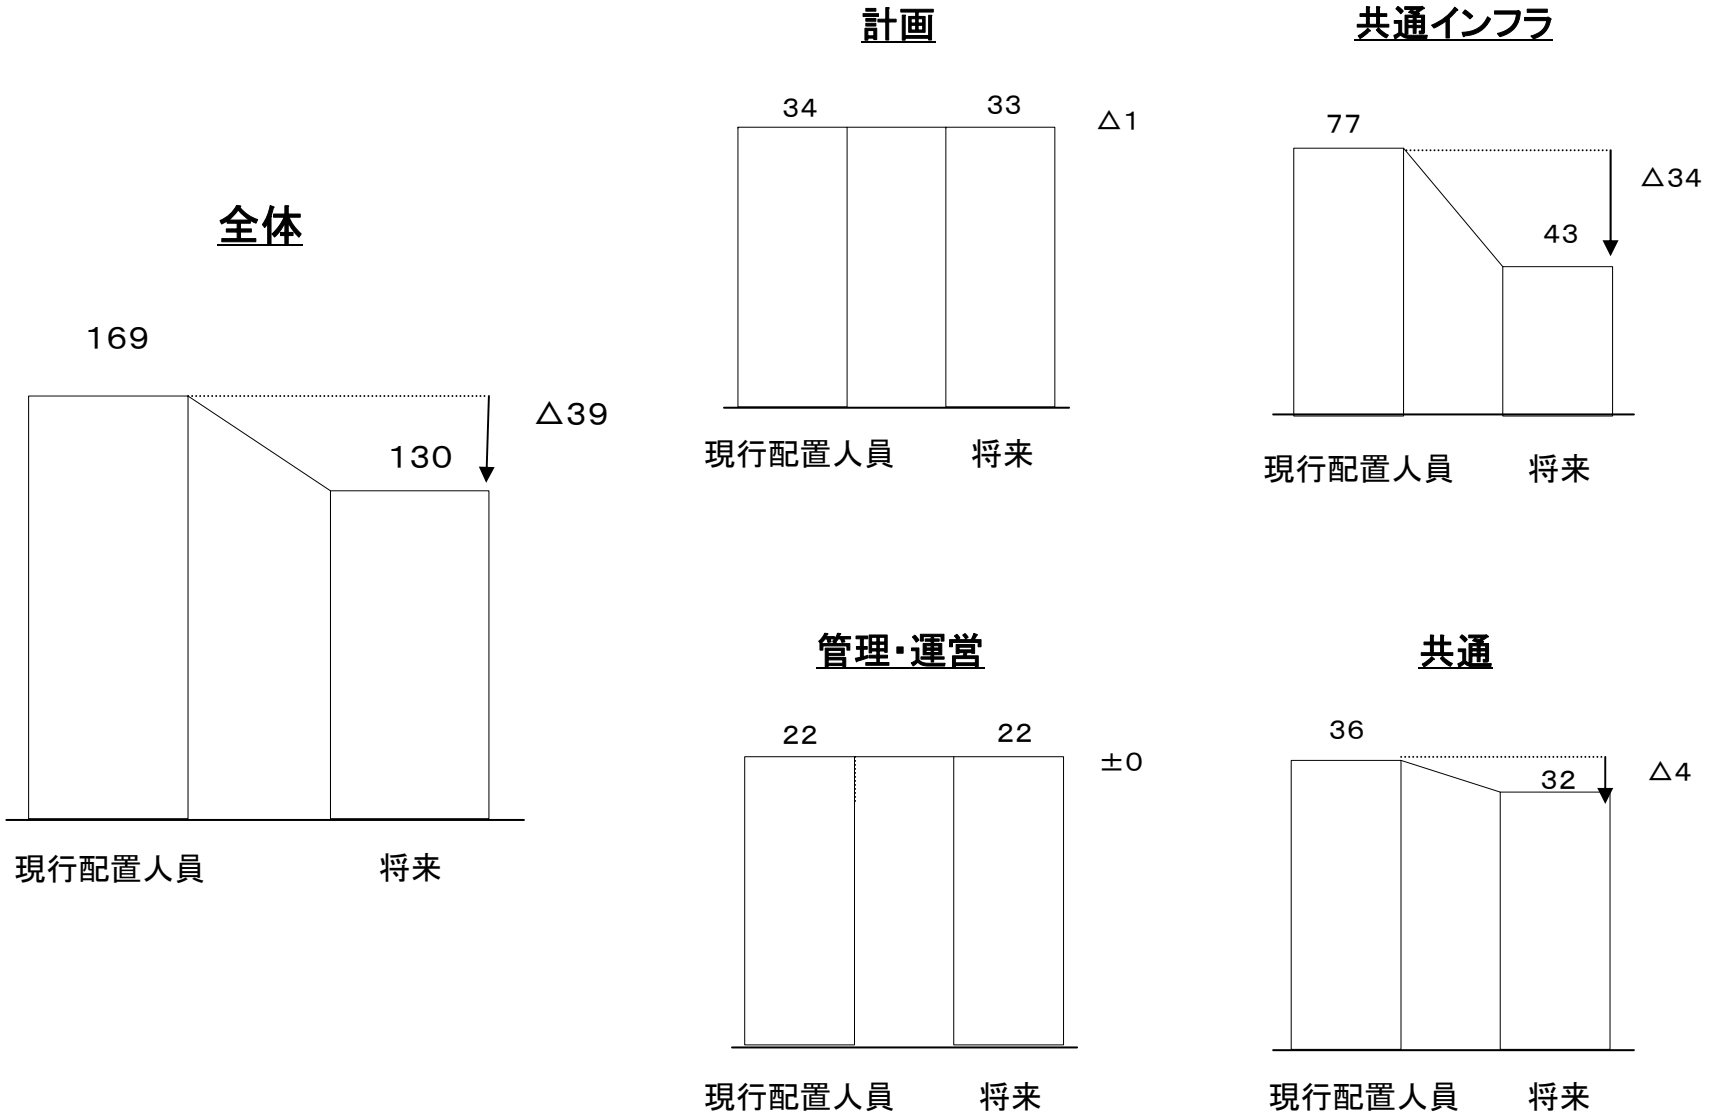 全体
169
130
△39
現行配置人員
将来
計画
34
33
△1
現行配置人員
将来
共通インフラ
77
43
△34
現行配置人員
将来
管理・運営
22
22
±0
現行配置人員
将来
共通
36
32
△4
現行配置人員
将来